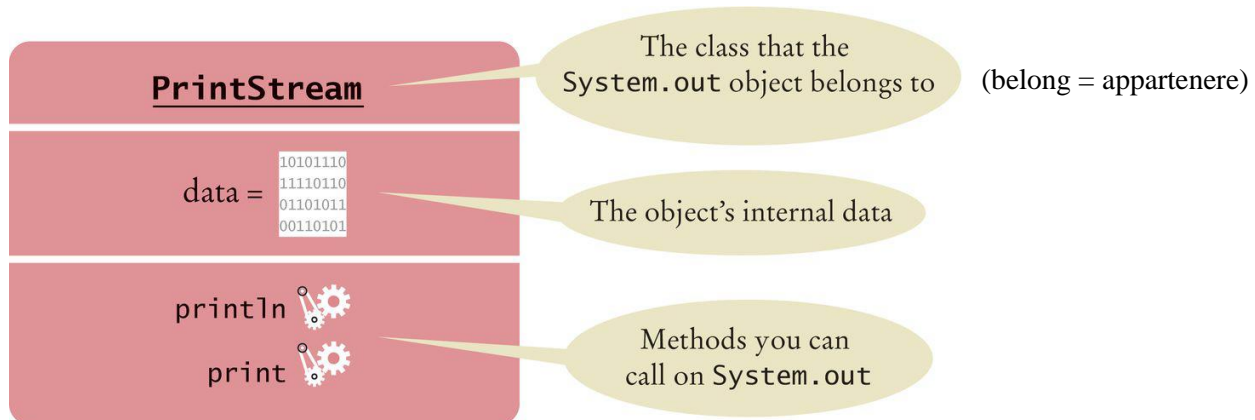 PrintStream
The class that the
System.out object belongs to
(belong = appartenere)
data =
10101110
11110110
01101011
00110101
The object’s internal data
println
print
Methods you can
call on System.out